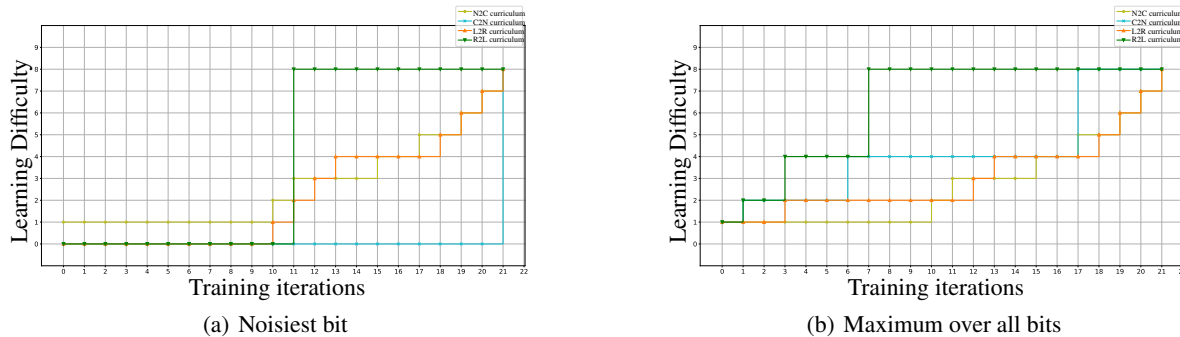 N2C curriculum
C2N curriculum
L2R curriculum
R2L curriculum
9
8
7
6
5
4
3
2
1
0
Learning Difficulty
0 1 2 3 4 5 6 7 8 9 10 11 12 13 14 15 16 17 18 19 20 21 22
Training iterations
(a) Noisiest bit
N2C curriculum
C2N curriculum
L2R curriculum
R2L curriculum
9
8
7
6
5
4
3
2
1
0
Learning Difficulty
0 1 2 3 4 5 6 7 8 9 10 11 12 13 14 15 16 17 18 19 20 21
Training iterations
(b) Maximum over all bits